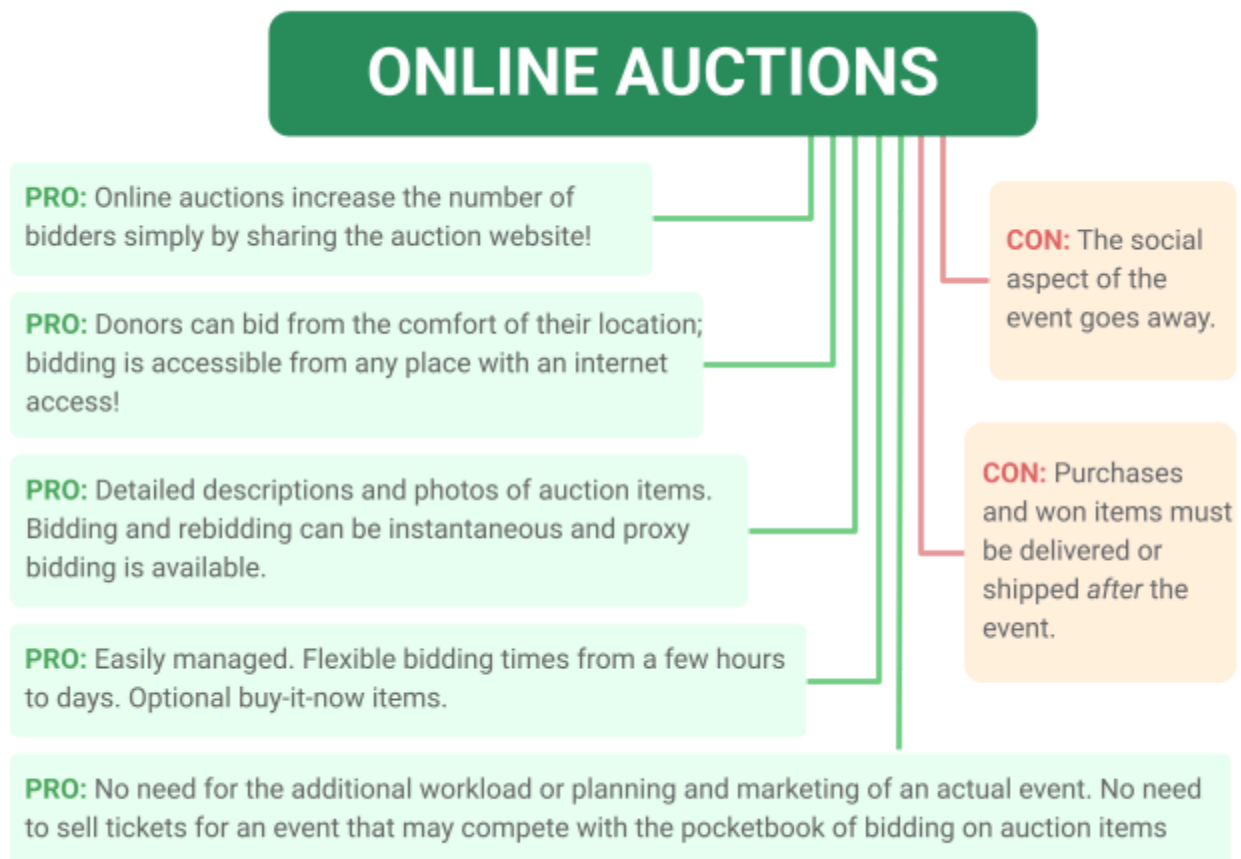 ONLINE AUCTIONS
PRO: Online auctions increase the number of
bidders simply by sharing the auction website!
PRO: Donors can bid from the comfort of their location;
bidding is accessible from any place with an internet
access!
PRO: Detailed descriptions and photos of auction items.
Bidding and rebidding can be instantaneous and proxy
bidding is available.
PRO: Easily managed. Flexible bidding times from a few hours
to days. Optional buy-it-now items.
PRO: No need for the additional workload or planning and marketing of an actual event. No need
to sell tickets for an event that may compete with the pocketbook of bidding on auction items
CON: The social
aspect of the
event goes away.
CON: Purchases
and won items must
be delivered or
shipped after the
event.